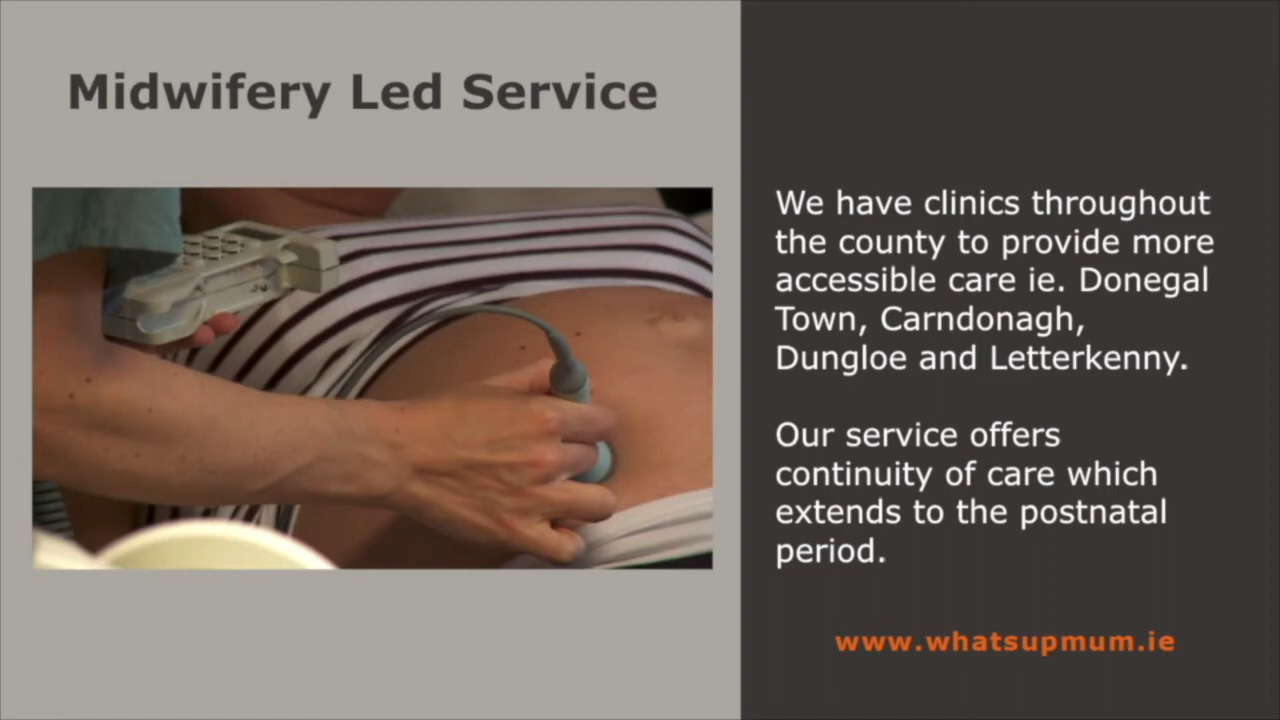 Midwifery Led Service
We have clinics throughout
the county to provide more
accessible care ie. Donegal
Town, Carndonagh,
Dungloe and Letterkenny.
Our service offers
continuity of care which
extends to the postnatal
period.
www.whatsupmum.ie